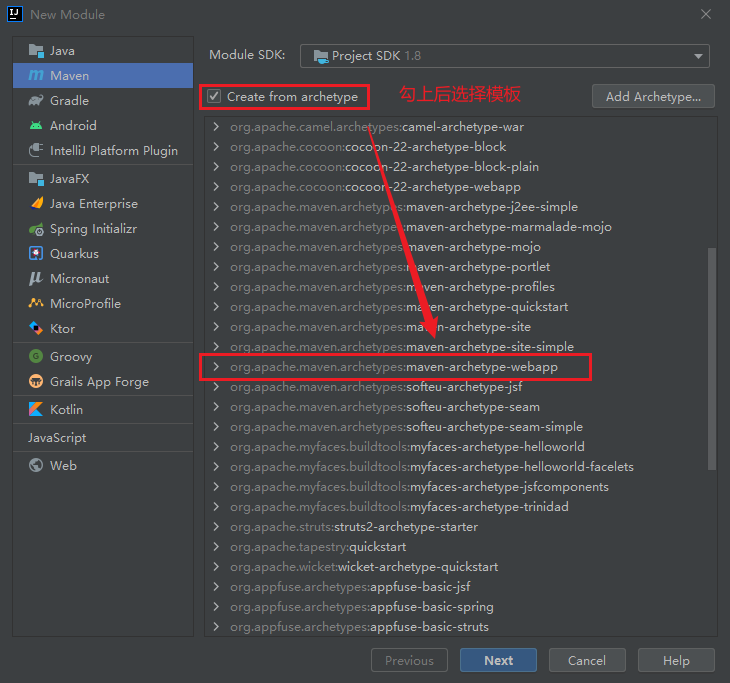 New Module
Java
Maven
Gradle
Android
IntelliJ Platform Plugin
JavaFX
Java Enterprise
Spring Initializr
Quarkus
Micronaut
MicroProfile
Ktor
Groovy
Grails App Forge
Kotlin
JavaScript
Web
Module SDK: Project SDK 1.8
Create from archetype 勾上后选择模板 Add Archetype...
org.apache.camel.archetypes:camel-archetype-war
org.apache.cocoon:cocoon-22-archetype-block
org.apache.cocoon:cocoon-22-archetype-block-plain
org.apache.cocoon:cocoon-22-archetype-webapp
org.apache.maven.archetypes:maven-archetype-j2ee-simple
org.apache.maven.archetypes:maven-archetype-marmalade-mojo
org.apache.maven.archetypes:maven-archetype-mojo
org.apache.maven.archetypes:maven-archetype-portlet
org.apache.maven.archetypes:maven-archetype-profiles
org.apache.maven.archetypes:maven-archetype-quickstart
org.apache.maven.archetypes:maven-archetype-site
org.apache.maven.archetypes:maven-archetype-site-simple
org.apache.maven.archetypes:maven-archetype-webapp
org.apache.maven.archetypes:softeu-archetype-jsf
org.apache.maven.archetypes:softeu-archetype-seam
org.apache.maven.archetypes:softeu-archetype-seam-simple
org.apache.myfaces.buildtools:myfaces-archetype-helloworld
org.apache.myfaces.buildtools:myfaces-archetype-helloworld-facelets
org.apache.myfaces.buildtools:myfaces-archetype-jsfcomponents
org.apache.myfaces.buildtools:myfaces-archetype-trinidad
org.apache.struts:struts2-archetype-starter
org.apache.tapestry:quickstart
org.apache.wicket:wicket-archetype-quickstart
org.appfuse.archetypes:appfuse-basic-jsf
org.appfuse.archetypes:appfuse-basic-spring
org.appfuse.archetypes:appfuse-basic-struts
Previous Next Cancel Help